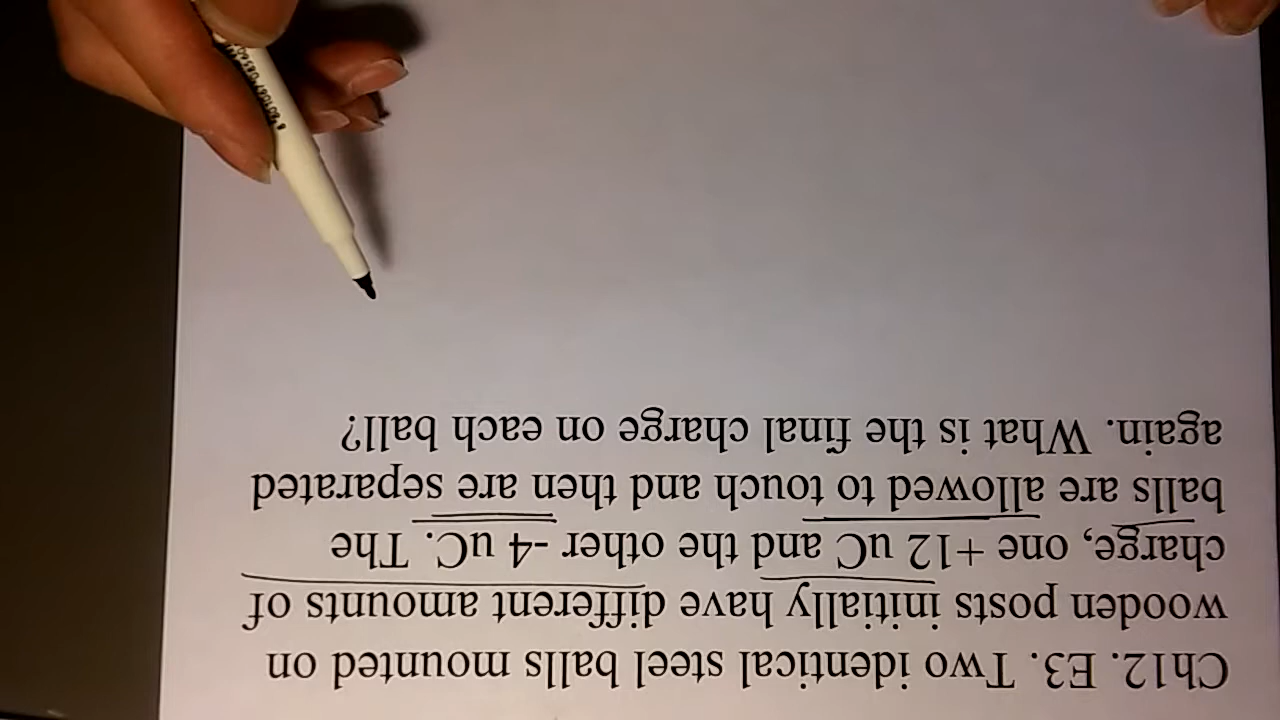 Ch12. E3. Two identical steel balls mounted on
wooden posts initially have different amounts of
charge, one +12 uC and the other -4 uC. The
balls are allowed to touch and then are separated
again. What is the final charge on each ball?